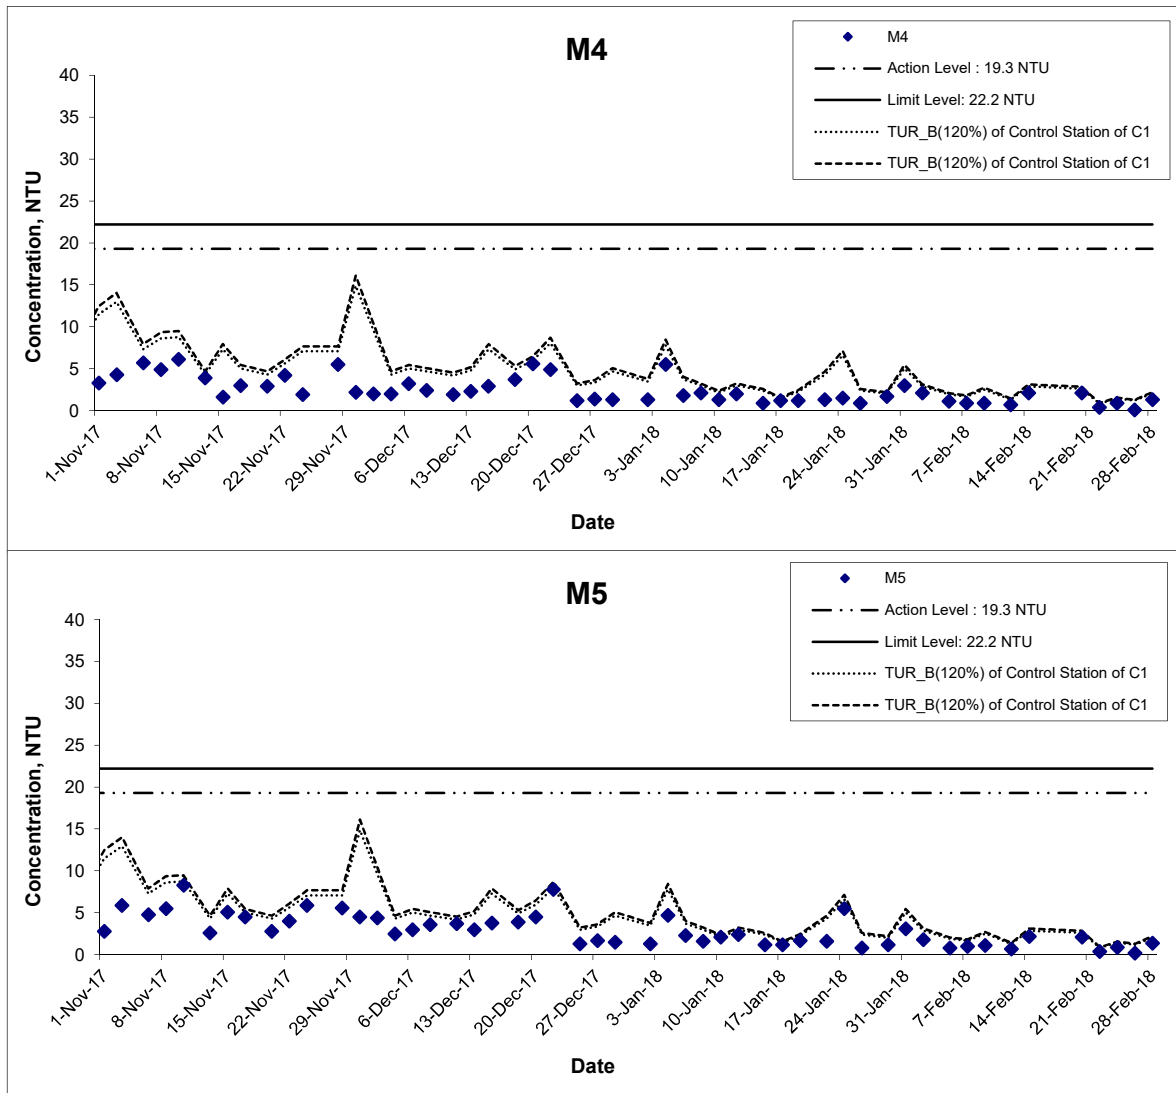 M4
M4
Action Level : 19.3 NTU
Limit Level: 22.2 NTU
TUR_B(120%) of Control Station of C1
TUR_B(120%) of Control Station of C1
Concentration, NTU
40
35
30
25
20
15
10
5
0
1-Nov-17
8-Nov-17
15-Nov-17
22-Nov-17
29-Nov-17
6-Dec-17
13-Dec-17
20-Dec-17
27-Dec-17
3-Jan-18
10-Jan-18
17-Jan-18
24-Jan-18
31-Jan-18
7-Feb-18
14-Feb-18
21-Feb-18
28-Feb-18
Date
M5
M5
Action Level : 19.3 NTU
Limit Level: 22.2 NTU
TUR_B(120%) of Control Station of C1
TUR_B(120%) of Control Station of C1
Concentration, NTU
40
35
30
25
20
15
10
5
0
1-Nov-17
8-Nov-17
15-Nov-17
22-Nov-17
29-Nov-17
6-Dec-17
13-Dec-17
20-Dec-17
27-Dec-17
3-Jan-18
10-Jan-18
17-Jan-18
24-Jan-18
31-Jan-18
7-Feb-18
14-Feb-18
21-Feb-18
28-Feb-18
Date